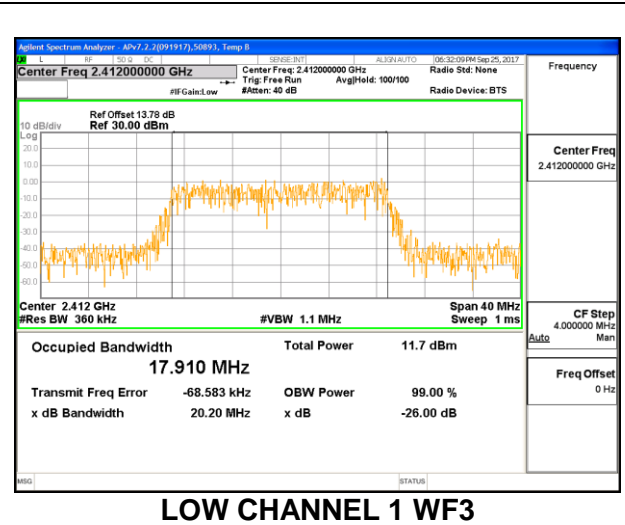 Agilent Spectrum Analyzer - APv7.2.2(091917),50893, Temp B
L RF 50 Ω DC SENSE:INT ALIGNAUTO 06:32:09 PM Sep 25, 2017
Center Freq 2.412000000 GHz Center Freq: 2.412000000 GHz Radio Std: None Frequency
Trig: Free Run Avg|Hold: 100/100
#IFGain:Low #Atten: 40 dB Radio Device: BTS
Ref Offset 13.78 dB
10 dB/div Ref 30.00 dBm
Log
20.0
10.0
0.00
-10.0
-20.0
-30.0
-40.0
-50.0
-60.0
Center Freq
2.412000000 GHz
Center 2.412 GHz Span 40 MHz
#Res BW 360 kHz #VBW 1.1 MHz Sweep 1 ms
CF Step
4.000000 MHz
Auto Man
Occupied Bandwidth Total Power 11.7 dBm
17.910 MHz
Freq Offset
0 Hz
Transmit Freq Error -68.583 kHz OBW Power 99.00 %
x dB Bandwidth 20.20 MHz x dB -26.00 dB
MSG STATUS
LOW CHANNEL 1 WF3